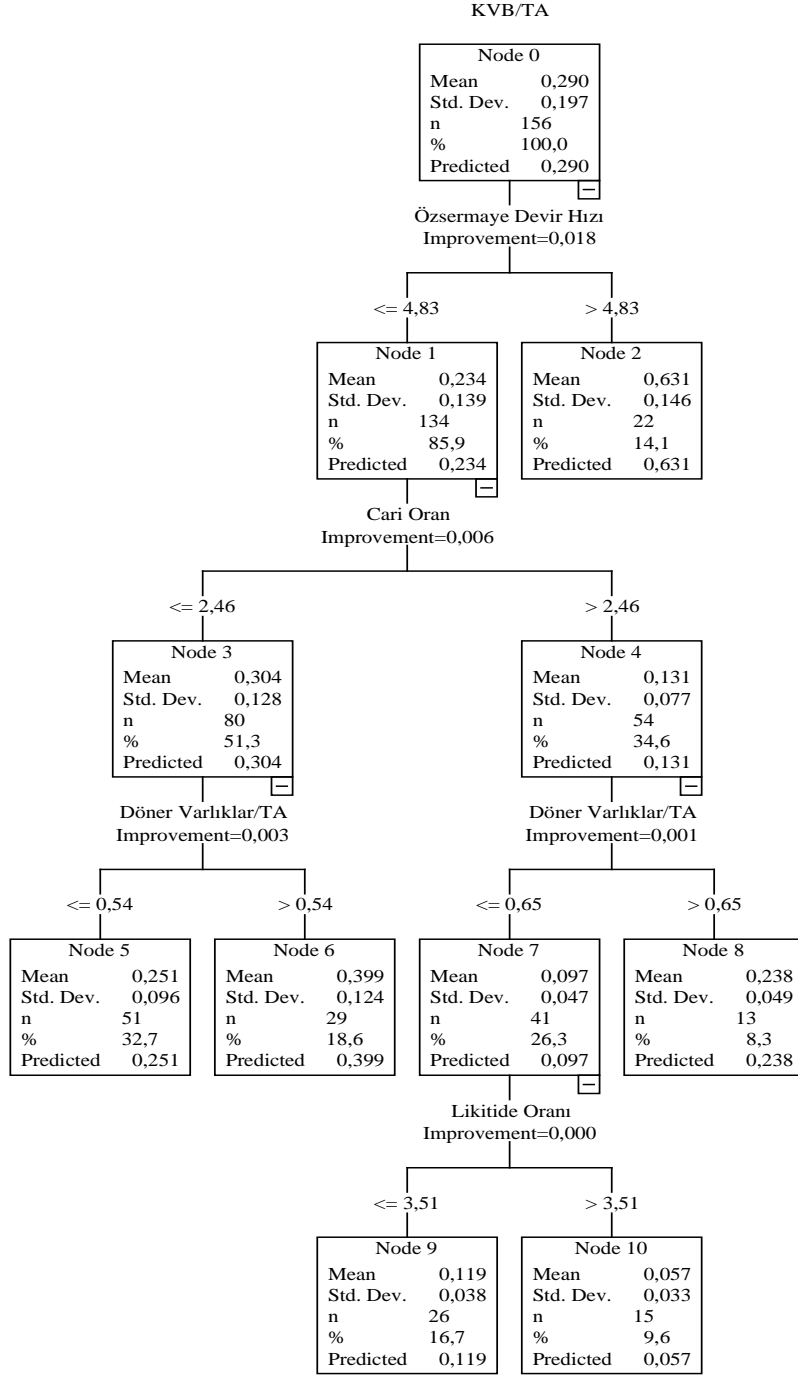 KVB/TA
Node 0
Mean 0,290
Std. Dev. 0,197
n 156
% 100,0
Predicted 0,290
Özsermaye Devir Hızı
Improvement=0,018
<= 4,83
> 4,83
Node 1
Mean 0,234
Std. Dev. 0,139
n 134
% 85,9
Predicted 0,234
Node 2
Mean 0,631
Std. Dev. 0,146
n 22
% 14,1
Predicted 0,631
Cari Oran
Improvement=0,006
<= 2,46
> 2,46
Node 3
Mean 0,304
Std. Dev. 0,128
n 80
% 51,3
Predicted 0,304
Node 4
Mean 0,131
Std. Dev. 0,077
n 54
% 34,6
Predicted 0,131
Döner Varlıklar/TA
Improvement=0,003
Döner Varlıklar/TA
Improvement=0,001
<= 0,54
> 0,54
<= 0,65
> 0,65
Node 5
Mean 0,251
Std. Dev. 0,096
n 51
% 32,7
Predicted 0,251
Node 6
Mean 0,399
Std. Dev. 0,124
n 29
% 18,6
Predicted 0,399
Node 7
Mean 0,097
Std. Dev. 0,047
n 41
% 26,3
Predicted 0,097
Node 8
Mean 0,238
Std. Dev. 0,049
n 13
% 8,3
Predicted 0,238
Likitide Oranı
Improvement=0,000
<= 3,51
> 3,51
Node 9
Mean 0,119
Std. Dev. 0,038
n 26
% 16,7
Predicted 0,119
Node 10
Mean 0,057
Std. Dev. 0,033
n 15
% 9,6
Predicted 0,057